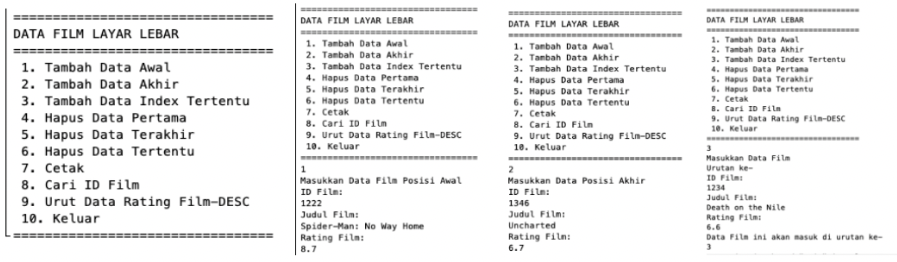 ==================================
DATA FILM LAYAR LEBAR
==================================
1. Tambah Data Awal
2. Tambah Data Akhir
3. Tambah Data Index Tertentu
4. Hapus Data Pertama
5. Hapus Data Terakhir
6. Hapus Data Tertentu
7. Cetak
8. Cari ID Film
9. Urut Data Rating Film-DESC
10. Keluar
==================================
==================================
DATA FILM LAYAR LEBAR
==================================
1. Tambah Data Awal
2. Tambah Data Akhir
3. Tambah Data Index Tertentu
4. Hapus Data Pertama
5. Hapus Data Terakhir
6. Hapus Data Tertentu
7. Cetak
8. Cari ID Film
9. Urut Data Rating Film-DESC
10. Keluar
==================================
1
Masukkan Data Film Posisi Awal
ID Film:
1222
Judul Film:
Spider-Man: No Way Home
Rating Film:
8.7
==================================
DATA FILM LAYAR LEBAR
==================================
1. Tambah Data Awal
2. Tambah Data Akhir
3. Tambah Data Index Tertentu
4. Hapus Data Pertama
5. Hapus Data Terakhir
6. Hapus Data Tertentu
7. Cetak
8. Cari ID Film
9. Urut Data Rating Film-DESC
10. Keluar
==================================
2
Masukkan Data Posisi Akhir
ID Film:
1346
Judul Film:
Uncharted
Rating Film:
6.7
==================================
DATA FILM LAYAR LEBAR
==================================
1. Tambah Data Awal
2. Tambah Data Akhir
3. Tambah Data Index Tertentu
4. Hapus Data Pertama
5. Hapus Data Terakhir
6. Hapus Data Tertentu
7. Cetak
8. Cari ID Film
9. Urut Data Rating Film-DESC
10. Keluar
==================================
3
Masukkan Data Film
Urutan ke-
ID Film:
1234
Judul Film:
Death on the Nile
Rating Film:
6.6
Data Film ini akan masuk di urutan ke-
3